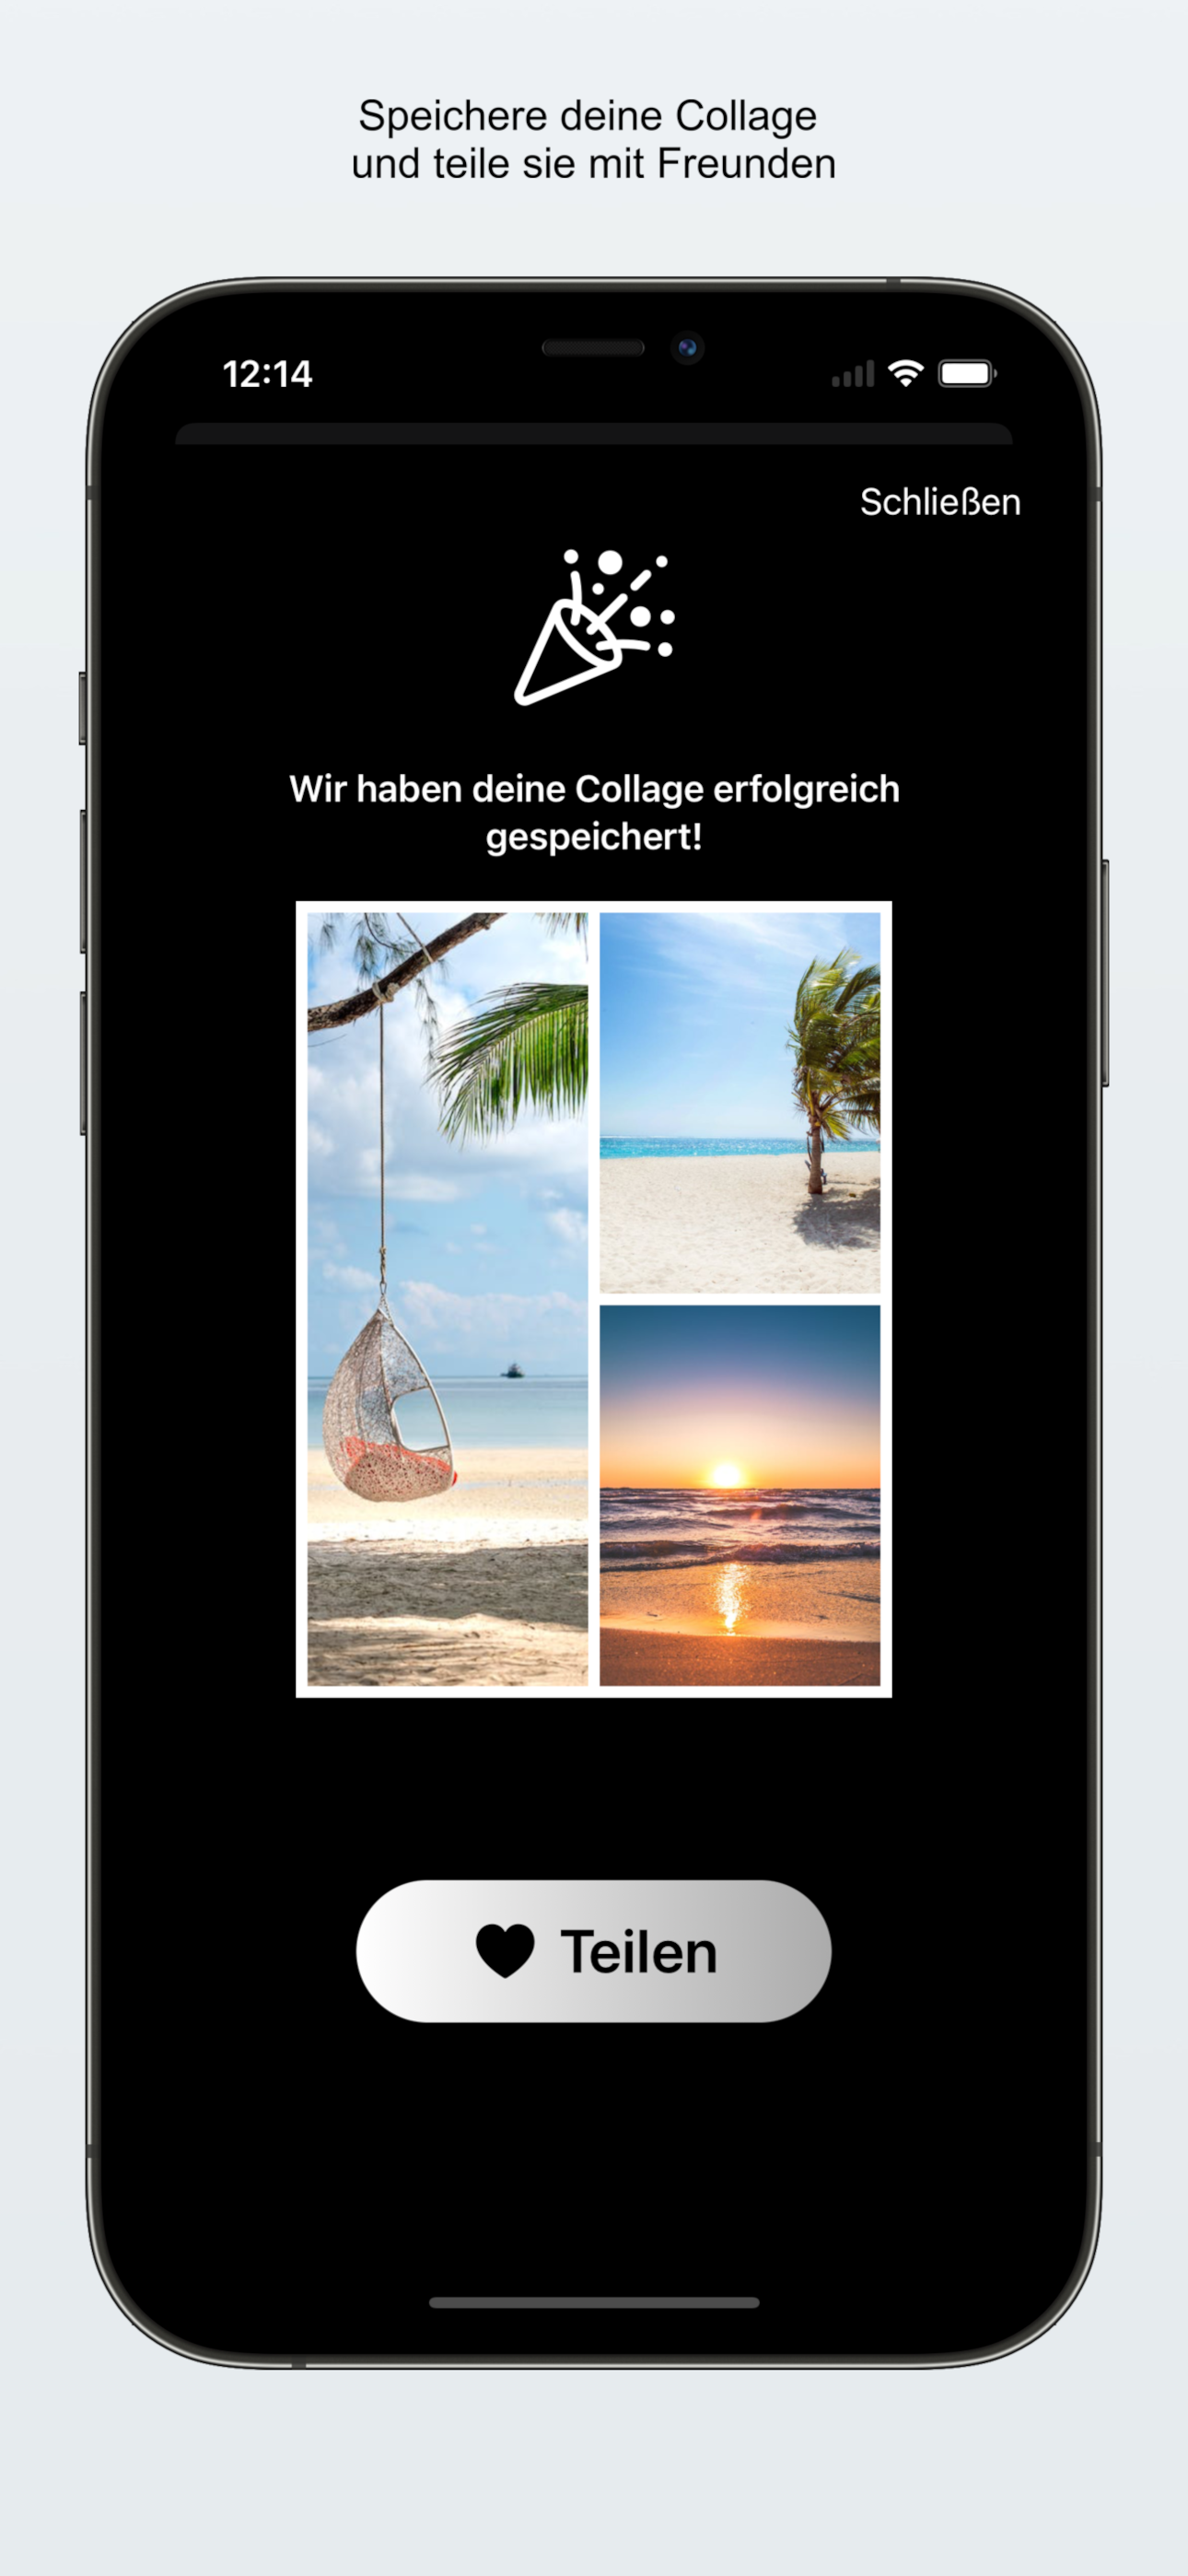 Speichere deine Collage
und teile sie mit Freunden
12:14
Schließen
Wir haben deine Collage erfolgreich
gespeichert!
Teilen